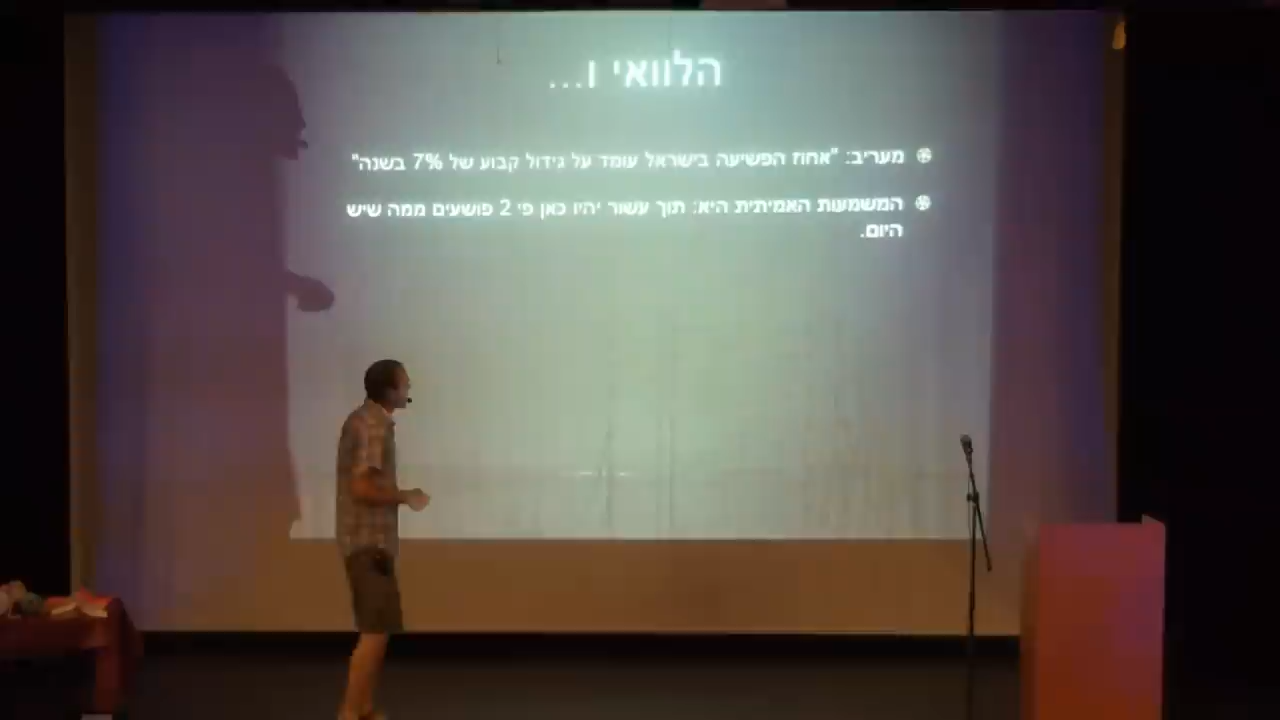 הלוואי ו...
מעריב: "אחוז הפשיעה בישראל עומד על גידול קבוע של 7% בשנה"
המשמעות האמיתית היא: תוך עשור יהיו כאן פי 2 פושעים ממה שיש
היום.